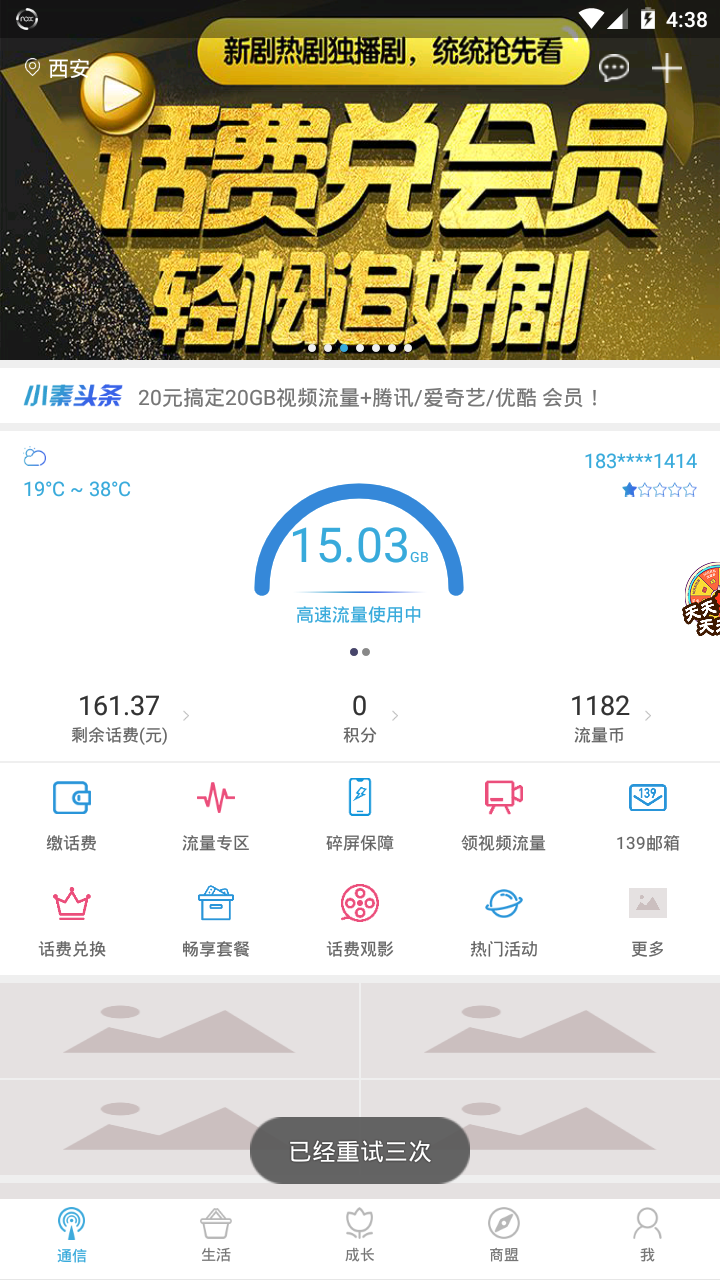 nox
4:38
新剧热剧独播剧，统统抢先看
西安
话费兑会员
轻松追好剧
小秦头条 20元搞定20GB视频流量+腾讯/爱奇艺/优酷 会员！
183****1414
19°C ~ 38°C
15.03GB
高速流量使用中
天天
天天
161.37 0 1182
剩余话费(元) 积分 流量币
139
缴话费 流量专区 碎屏保障 领视频流量 139邮箱
话费兑换 畅享套餐 话费观影 热门活动 更多
已经重试三次
通信 生活 成长 商盟 我